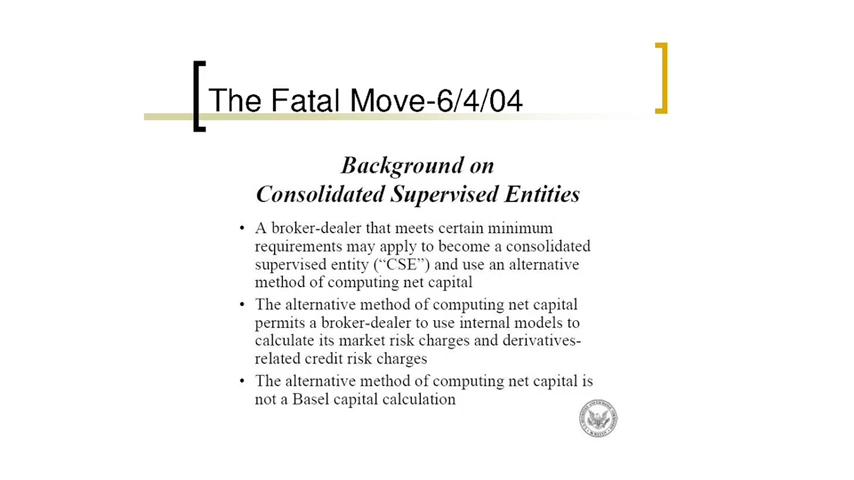 The Fatal Move-6/4/04
Background on
Consolidated Supervised Entities
• A broker-dealer that meets certain minimum
requirements may apply to become a consolidated
supervised entity (“CSE”) and use an alternative
method of computing net capital
• The alternative method of computing net capital
permits a broker-dealer to use internal models to
calculate its market risk charges and derivatives-
related credit risk charges
• The alternative method of computing net capital is
not a Basel capital calculation